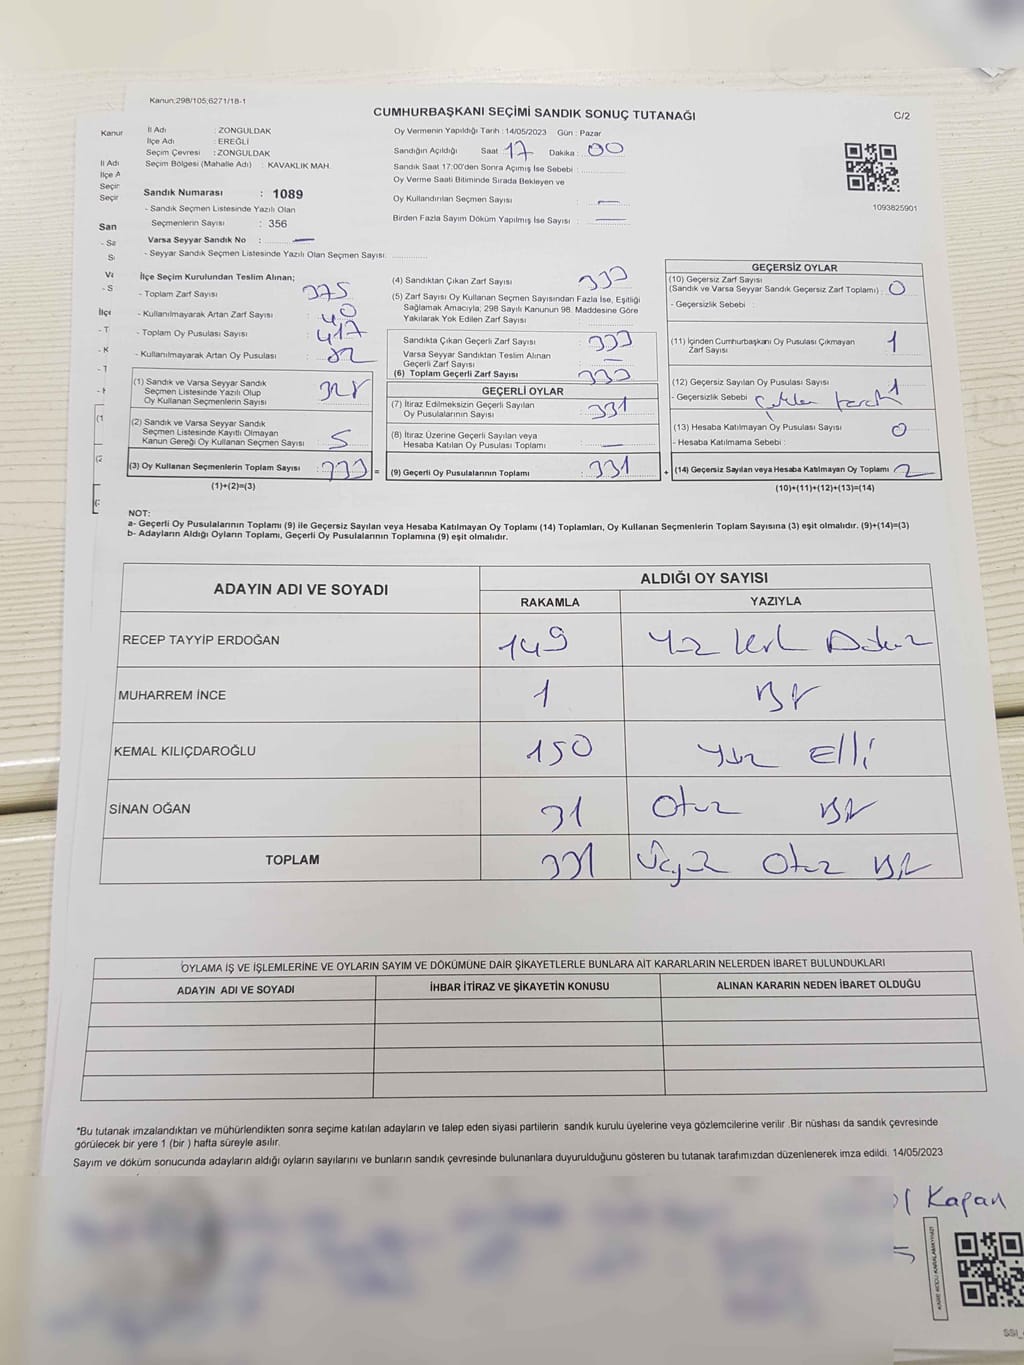 Kanun;298/105;6271/18-1
CUMHURBAŞKANI SEÇİMİ SANDIK SONUÇ TUTANAĞI
C/2
İl Adı : ZONGULDAK
İlçe Adı : EREĞLİ
Seçim Çevresi : ZONGULDAK
Seçim Bölgesi (Mahalle Adı) : KAVAKLIK MAH.
Sandık Numarası : 1089
- Sandık Seçmen Listesinde Yazılı Olan
Seçmenlerin Sayısı : 356
Varsa Seyyar Sandık No : —
- Seyyar Sandık Seçmen Listesinde Yazılı Olan Seçmen Sayısı:
Oy Vermenin Yapıldığı Tarih : 14/05/2023 Gün : Pazar
Sandığın Açıldığı Saat 17 Dakika : 00
Sandık Saat 17:00'den Sonra Açımış İse Sebebi :
Oy Verme Saati Bitiminde Sırada Bekleyen ve
Oy Kullandırılan Seçmen Sayısı : —
Birden Fazla Sayım Döküm Yapılmış İse Sayısı : —
1093825901
İlçe Seçim Kurulundan Teslim Alınan;
- Toplam Zarf Sayısı : 375
- Kullanılmayarak Artan Zarf Sayısı : 40
- Toplam Oy Pusulası Sayısı : 417
- Kullanılmayarak Artan Oy Pusulası : 82
(1) Sandık ve Varsa Seyyar Sandık
Seçmen Listesinde Yazılı Olup
Oy Kullanan Seçmenlerin Sayısı : 328
(2) Sandık ve Varsa Seyyar Sandık
Seçmen Listesinde Kayıtlı Olmayan
Kanun Gereği Oy Kullanan Seçmen Sayısı : 5
(3) Oy Kullanan Seçmenlerin Toplam Sayısı : 333 =
(1)+(2)=(3)
(4) Sandıktan Çıkan Zarf Sayısı : 333
(5) Zarf Sayısı Oy Kullanan Seçmen Sayısından Fazla İse, Eşitliği
Sağlamak Amacıyla; 298 Sayılı Kanunun 98. Maddesine Göre
Yakılarak Yok Edilen Zarf Sayısı :
Sandıkta Çıkan Geçerli Zarf Sayısı : 333
Varsa Seyyar Sandıktan Teslim Alınan
Geçerli Zarf Sayısı : —
(6) Toplam Geçerli Zarf Sayısı : 333
GEÇERLİ OYLAR
(7) İtiraz Edilmeksizin Geçerli Sayılan
Oy Pusulalarının Sayısı : 331
(8) İtiraz Üzerine Geçerli Sayılan veya
Hesaba Katılan Oy Pusulası Toplamı : —
(9) Geçerli Oy Pusulalarının Toplamı : 331 +
GEÇERSİZ OYLAR
(10) Geçersiz Zarf Sayısı
(Sandık ve Varsa Seyyar Sandık Geçersiz Zarf Toplamı) : 0
- Geçersizlik Sebebi :
(11) İçinden Cumhurbaşkanı Oy Pusulası Çıkmayan
Zarf Sayısı : 1
(12) Geçersiz Sayılan Oy Pusulası Sayısı : 1
- Geçersizlik Sebebi :
(13) Hesaba Katılmayan Oy Pusulası Sayısı : 0
- Hesaba Katılmama Sebebi :
(14) Geçersiz Sayılan veya Hesaba Katılmayan Oy Toplamı : 2
(10)+(11)+(12)+(13)=(14)
NOT:
a- Geçerli Oy Pusulalarının Toplamı (9) ile Geçersiz Sayılan veya Hesaba Katılmayan Oy Toplamı (14) Toplamları, Oy Kullanan Seçmenlerin Toplam Sayısına (3) eşit olmalıdır. (9)+(14)=(3)
b- Adayların Aldığı Oyların Toplamı, Geçerli Oy Pusulalarının Toplamına (9) eşit olmalıdır.
ADAYIN ADI VE SOYADI
ALDIĞI OY SAYISI
RAKAMLA YAZIYLA
RECEP TAYYİP ERDOĞAN 149 Yüz kırk Dokuz
MUHARREM İNCE 1 Bir
KEMAL KILIÇDAROĞLU 150 Yüz Elli
SİNAN OĞAN 31 Otuz Bir
TOPLAM 331 Üçyüz Otuz Bir
OYLAMA İŞ VE İŞLEMLERİNE VE OYLARIN SAYIM VE DÖKÜMÜNE DAİR ŞİKAYETLERLE BUNLARA AİT KARARLARIN NELERDEN İBARET BULUNDUKLARI
ADAYIN ADI VE SOYADI İHBAR İTİRAZ VE ŞİKAYETİN KONUSU ALINAN KARARIN NEDEN İBARET OLDUĞU
*Bu tutanak imzalandıktan ve mühürlendikten sonra seçime katılan adayların ve talep eden siyasi partilerin sandık kurulu üyelerine veya gözlemcilerine verilir .Bir nüshası da sandık çevresinde
görülecek bir yere 1 (bir ) hafta süreyle asılır.
Sayım ve döküm sonucunda adayların aldığı oyların sayılarını ve bunların sandık çevresinde bulunanlara duyurulduğunu gösteren bu tutanak tarafımızdan düzenlenerek imza edildi. 14/05/2023
Kapan